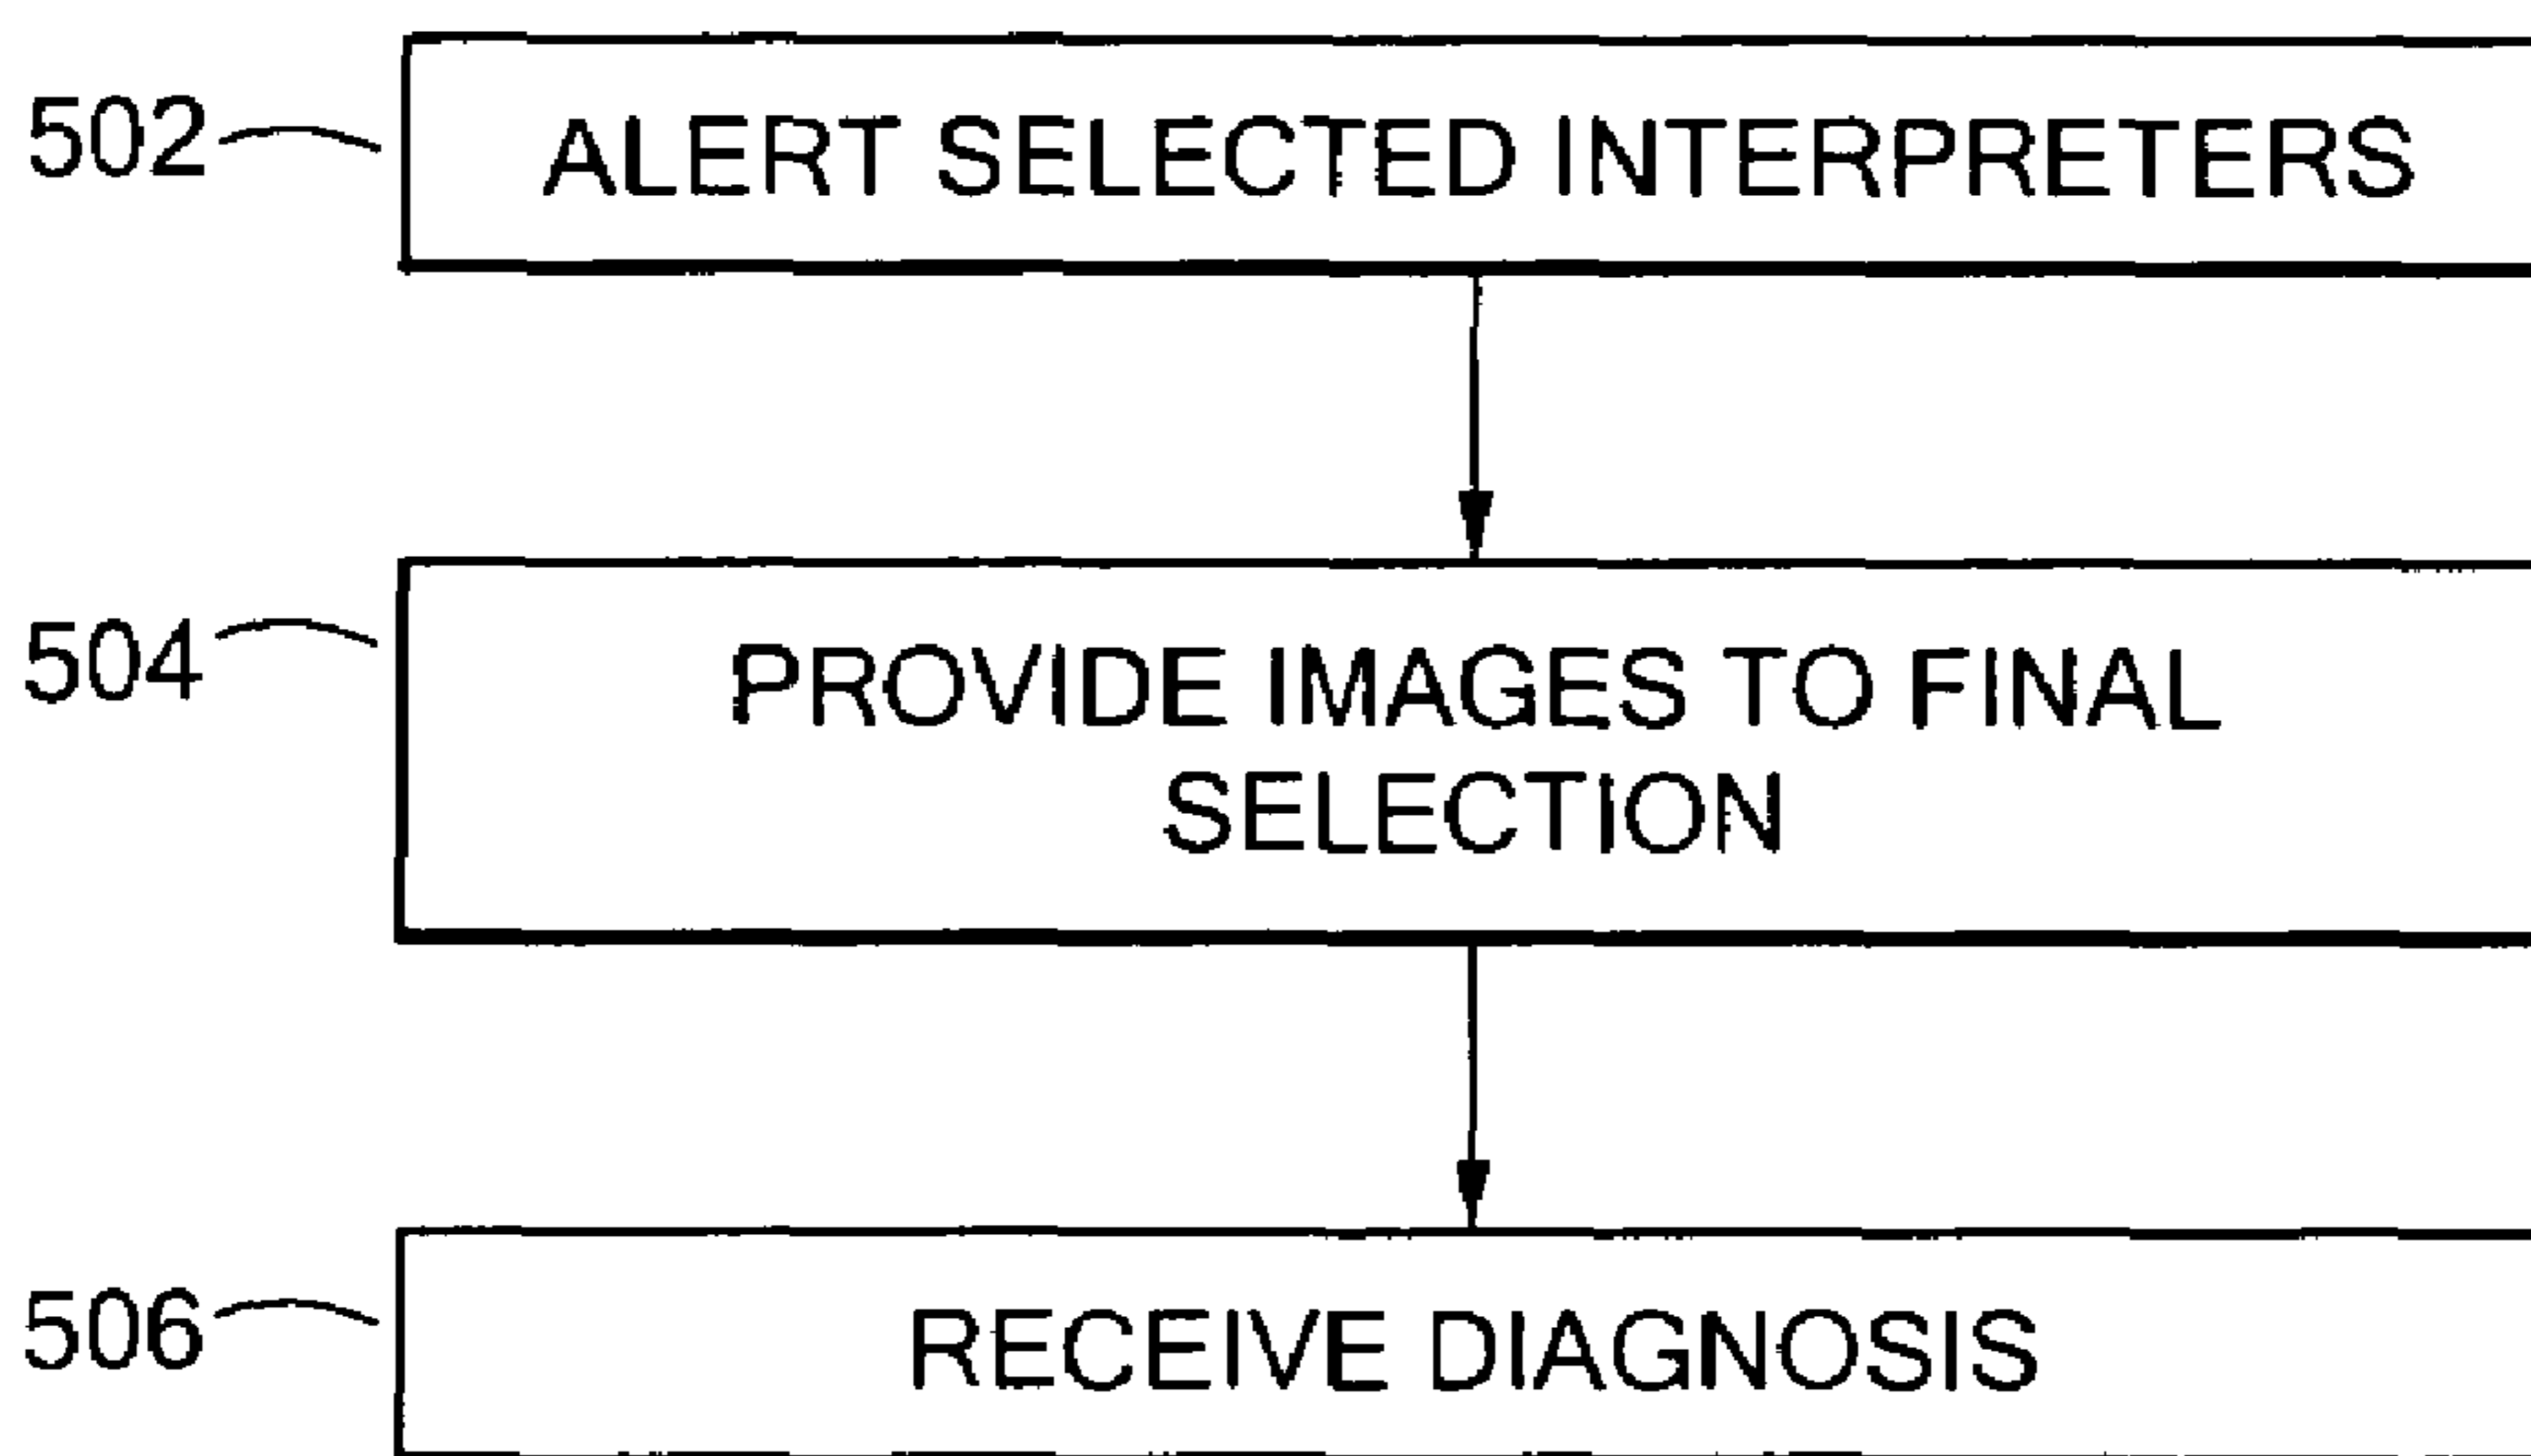 502 ALERT SELECTED INTERPRETERS
504 PROVIDE IMAGES TO FINAL
SELECTION
506 RECEIVE DIAGNOSIS